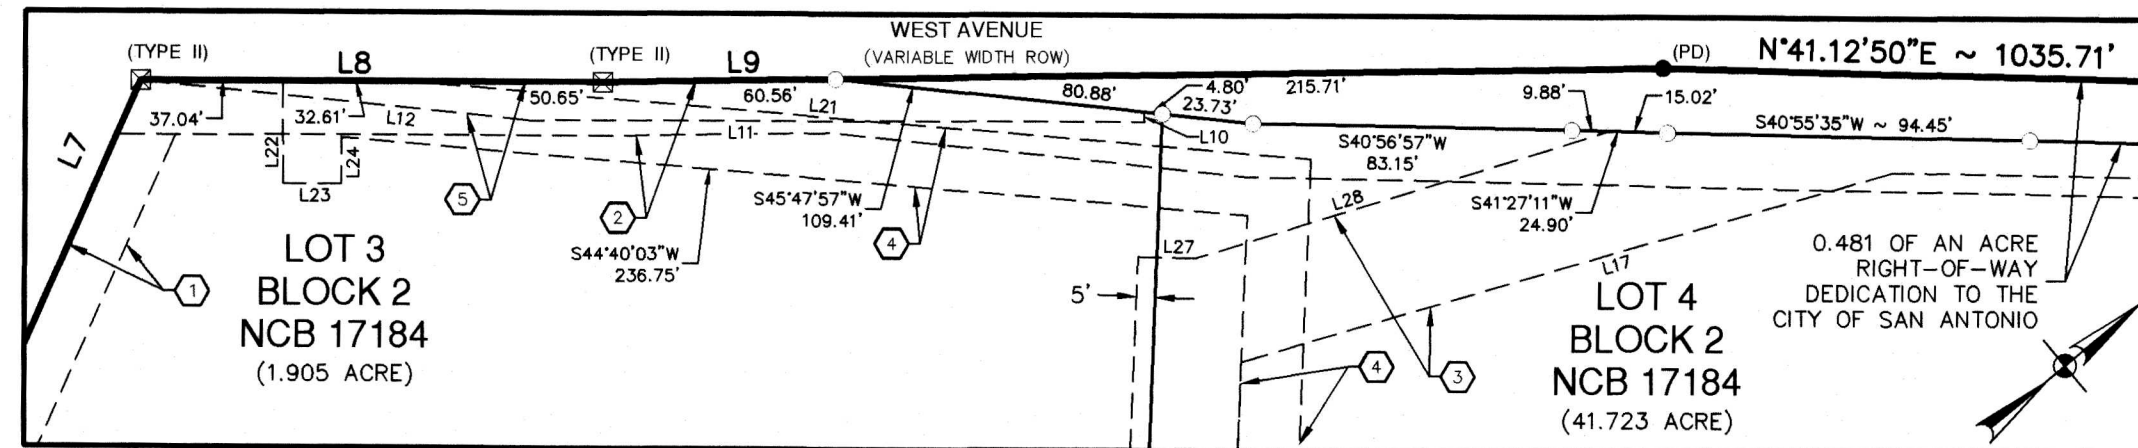 WEST AVENUE
(VARIABLE WIDTH ROW)
(TYPE II)
L8
(TYPE II)
L9
(PD)
N°41.12'50"E ~ 1035.71'
37.04'
32.61'
L12
50.65'
60.56'
L21
80.88'
4.80'
23.73'
215.71'
9.88'
15.02'
S40°55'35"W ~ 94.45'
L7
L22
L24
L23
L11
L10
S40°56'57"W
83.15'
S45°47'57"W
109.41'
S41°27'11"W
24.90'
L28
5
2
4
S44°40'03"W
236.75'
L27
L17
1
LOT 3
BLOCK 2
NCB 17184
(1.905 ACRE)
5'
4
3
LOT 4
BLOCK 2
NCB 17184
(41.723 ACRE)
0.481 OF AN ACRE
RIGHT-OF-WAY
DEDICATION TO THE
CITY OF SAN ANTONIO